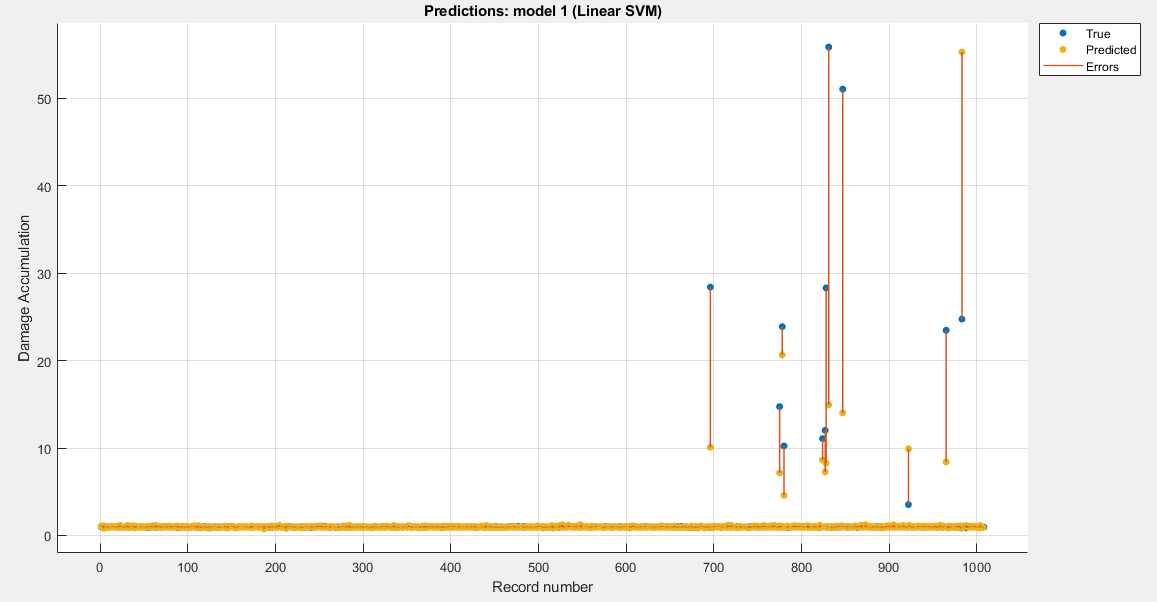 Predictions: model 1 (Linear SVM)
True
Predicted
Errors
Damage Accumulation
50
40
30
20
10
0
0 100 200 300 400 500 600 700 800 900 1000
Record number